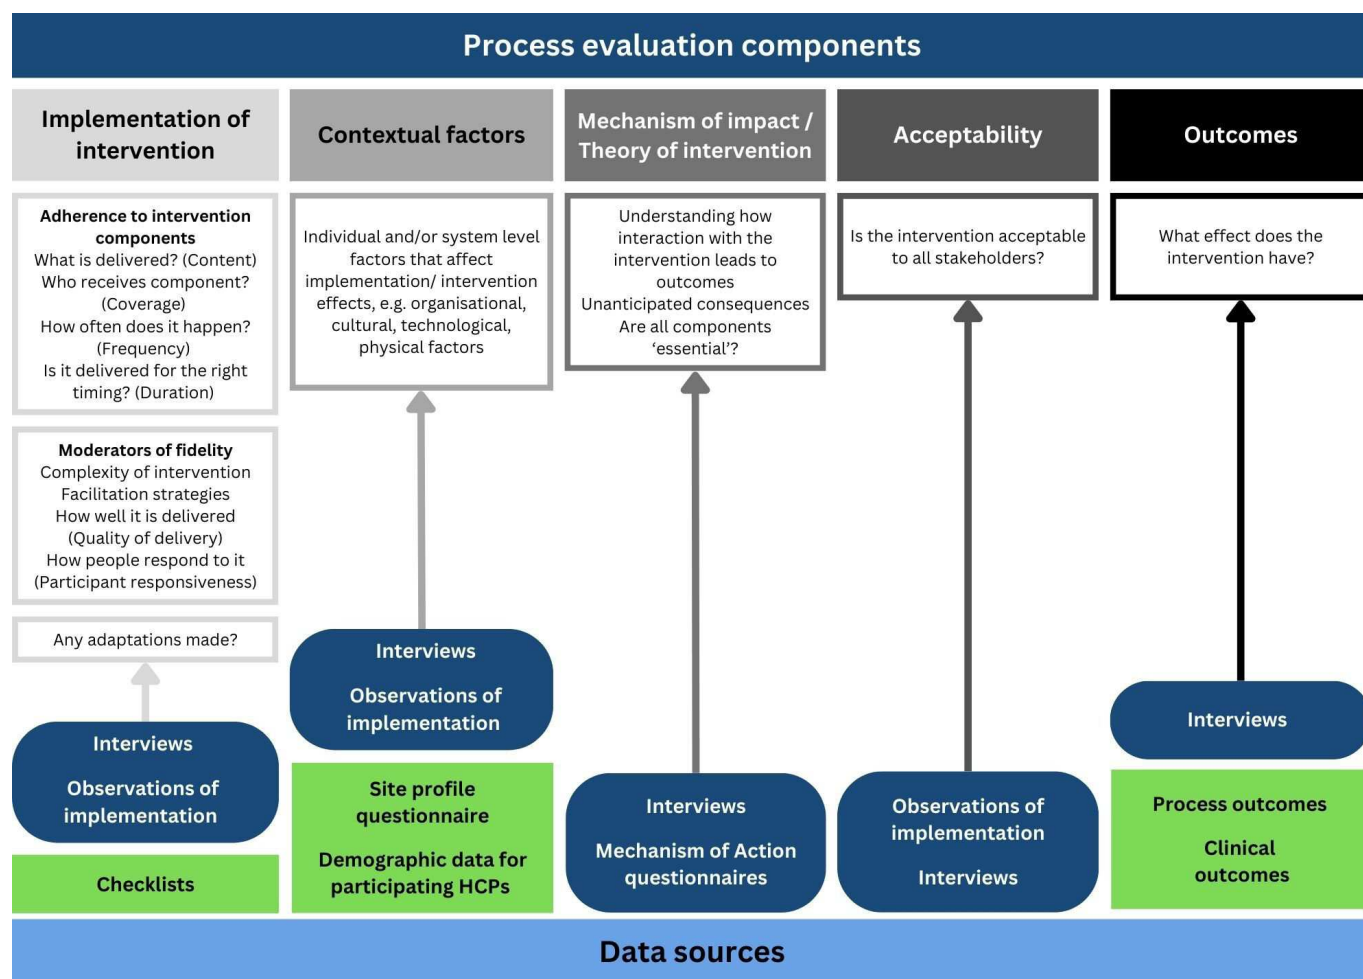 Process evaluation components
Implementation of
intervention
Adherence to intervention
components
What is delivered? (Content)
Who receives component?
(Coverage)
How often does it happen?
(Frequency)
Is it delivered for the right
timing? (Duration)
Moderators of fidelity
Complexity of intervention
Facilitation strategies
How well it is delivered
(Quality of delivery)
How people respond to it
(Participant responsiveness)
Any adaptations made?
Interviews
Observations of
implementation
Checklists
Contextual factors
Individual and/or system level
factors that affect
implementation/ intervention
effects, e.g. organisational,
cultural, technological,
physical factors
Interviews
Observations of
implementation
Site profile
questionnaire
Demographic data for
participating HCPs
Mechanism of impact /
Theory of intervention
Understanding how
interaction with the
intervention leads to
outcomes
Unanticipated consequences
Are all components
‘essential’?
Interviews
Mechanism of Action
questionnaires
Acceptability
Is the intervention acceptable
to all stakeholders?
Observations of
implementation
Interviews
Outcomes
What effect does the
intervention have?
Interviews
Process outcomes
Clinical
outcomes
Data sources